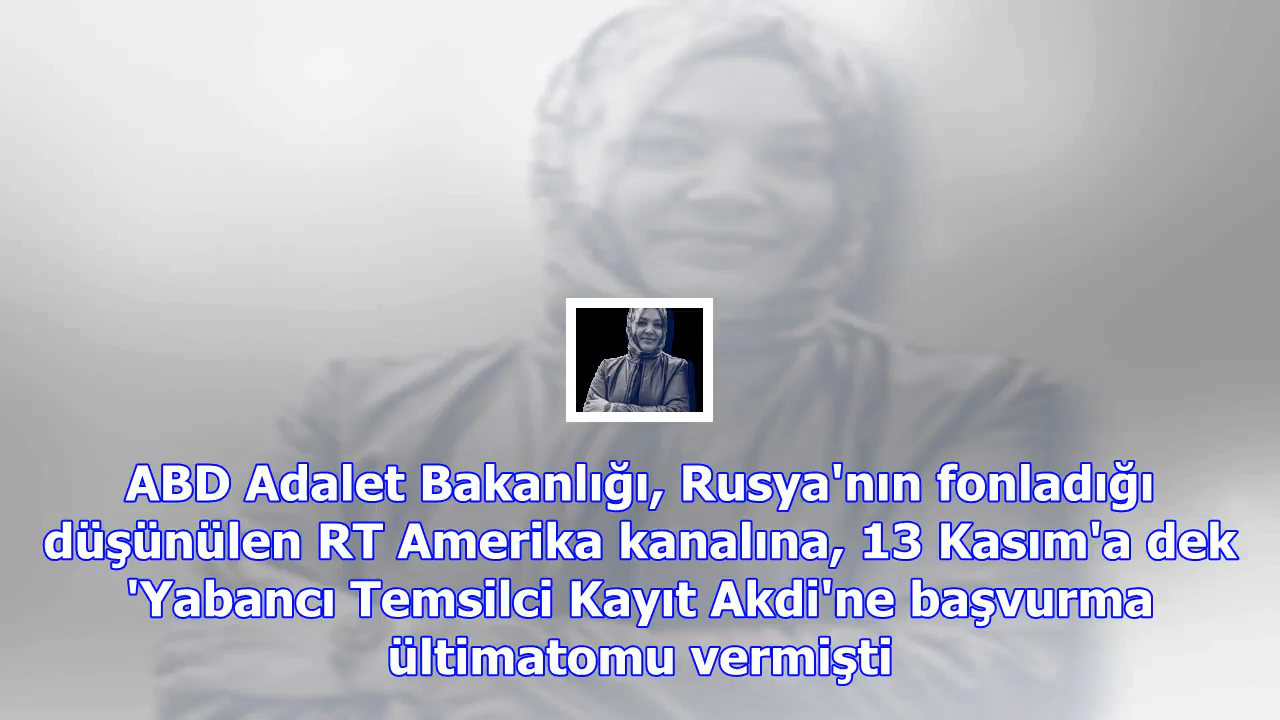 ABD Adalet Bakanlığı, Rusya'nın fonladığı
düşünülen RT Amerika kanalına, 13 Kasım'a dek
'Yabancı Temsilci Kayıt Akdi'ne başvurma
ültimatomu vermişti